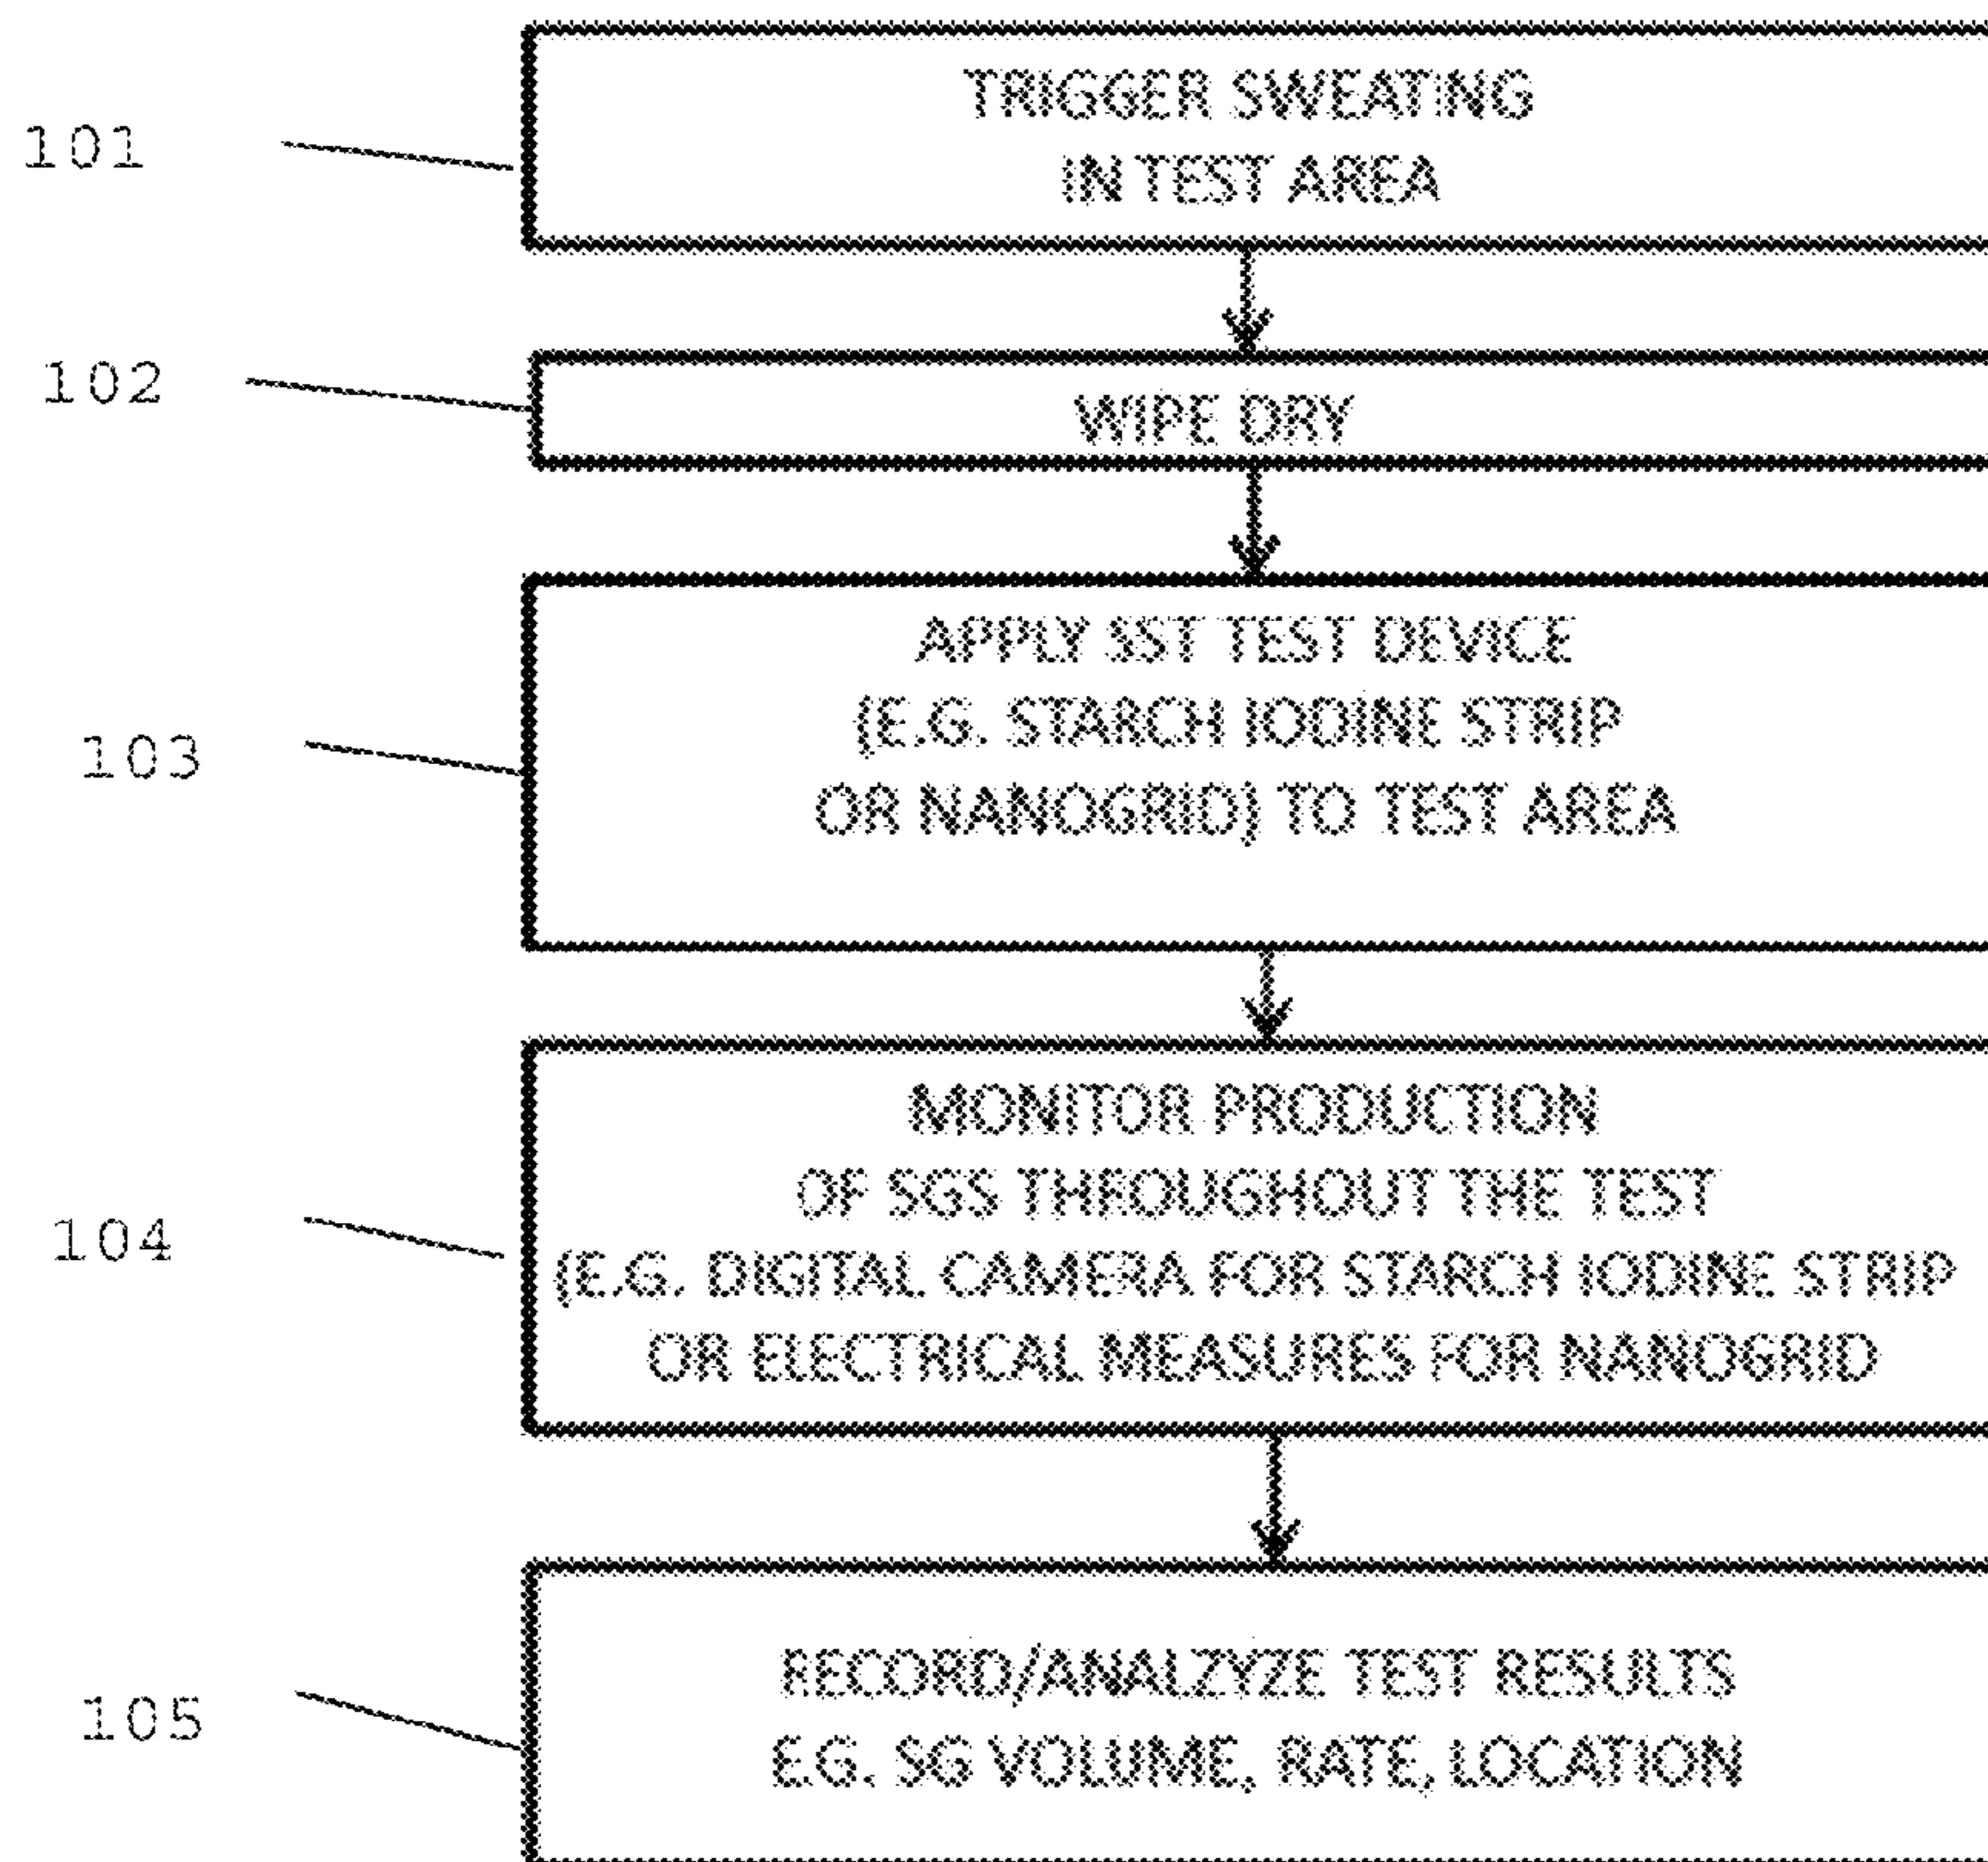 101
TRIGGER SWEATING
IN TEST AREA
102
WIPE DRY
103
APPLY SST TEST DEVICE
(E.G. STARCH IODINE STRIP
OR NANOGRID) TO TEST AREA
104
MONITOR PRODUCTION
OF SGS THROUGHOUT THE TEST
(E.G. DIGITAL CAMERA FOR STARCH IODINE STRIP
OR ELECTRICAL MEASURES FOR NANOGRID
105
RECORD/ANALZYZE TEST RESULTS
E.G. SG VOLUME, RATE, LOCATION